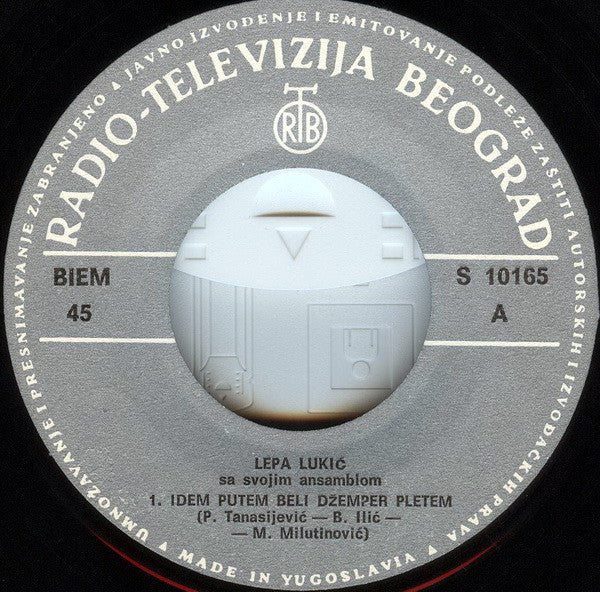 UMNOŽAVANJE I PRESNIMAVANJE ZABRANJENO ▲ JAVNO IZVOĐENJE I EMITOVANJE PODLEŽE ZAŠTITI AUTORSKIH I IZVOĐAČKIH PRAVA ▲ MADE IN YUGOSLAVIA ▲
RADIO-TELEVIZIJA BEOGRAD
RTB
BIEM
45
S 10165
A
LEPA LUKIĆ
sa svojim ansamblom
1. IDEM PUTEM BELI DŽEMPER PLETEM
(P. Tanasijević — B. Ilić —
— M. Milutinović)